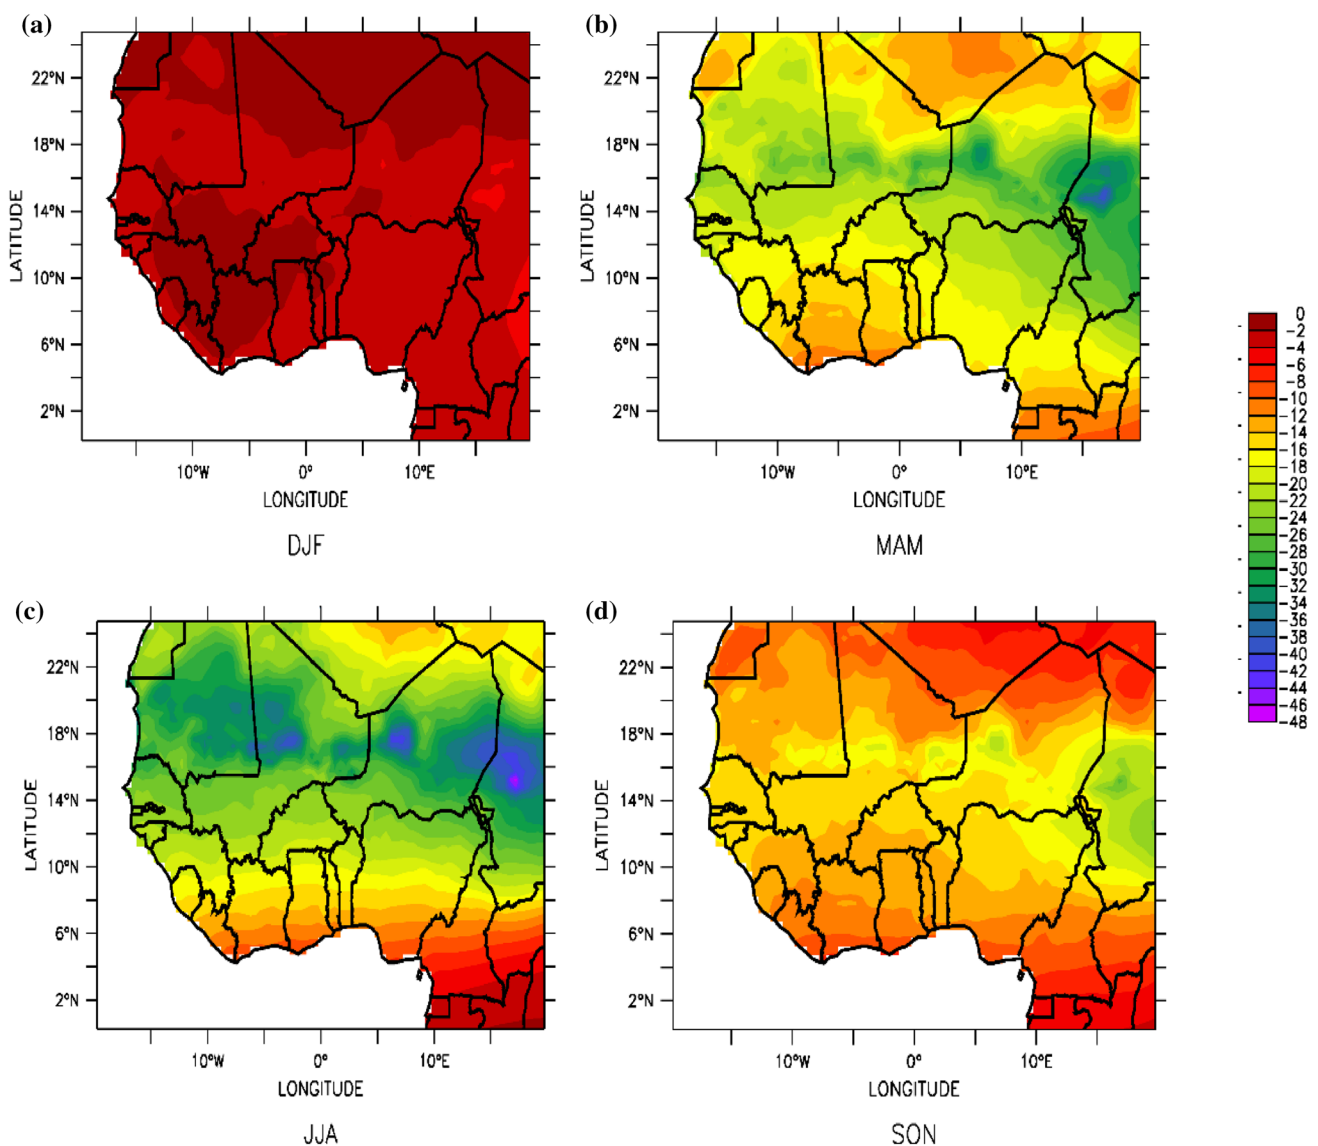 (a)
22°N
18°N
14°N
10°N
6°N
2°N
LATITUDE
10°W 0° 10°E
LONGITUDE
DJF
(b)
22°N
18°N
14°N
10°N
6°N
2°N
LATITUDE
10°W 0° 10°E
LONGITUDE
MAM
0
-2
-4
-6
-8
-10
-12
-14
-16
-18
-20
-22
-24
-26
-28
-30
-32
-34
-36
-38
-40
-42
-44
-46
-48
(c)
22°N
18°N
14°N
10°N
6°N
2°N
LATITUDE
10°W 0° 10°E
LONGITUDE
JJA
(d)
22°N
18°N
14°N
10°N
6°N
2°N
LATITUDE
10°W 0° 10°E
LONGITUDE
SON